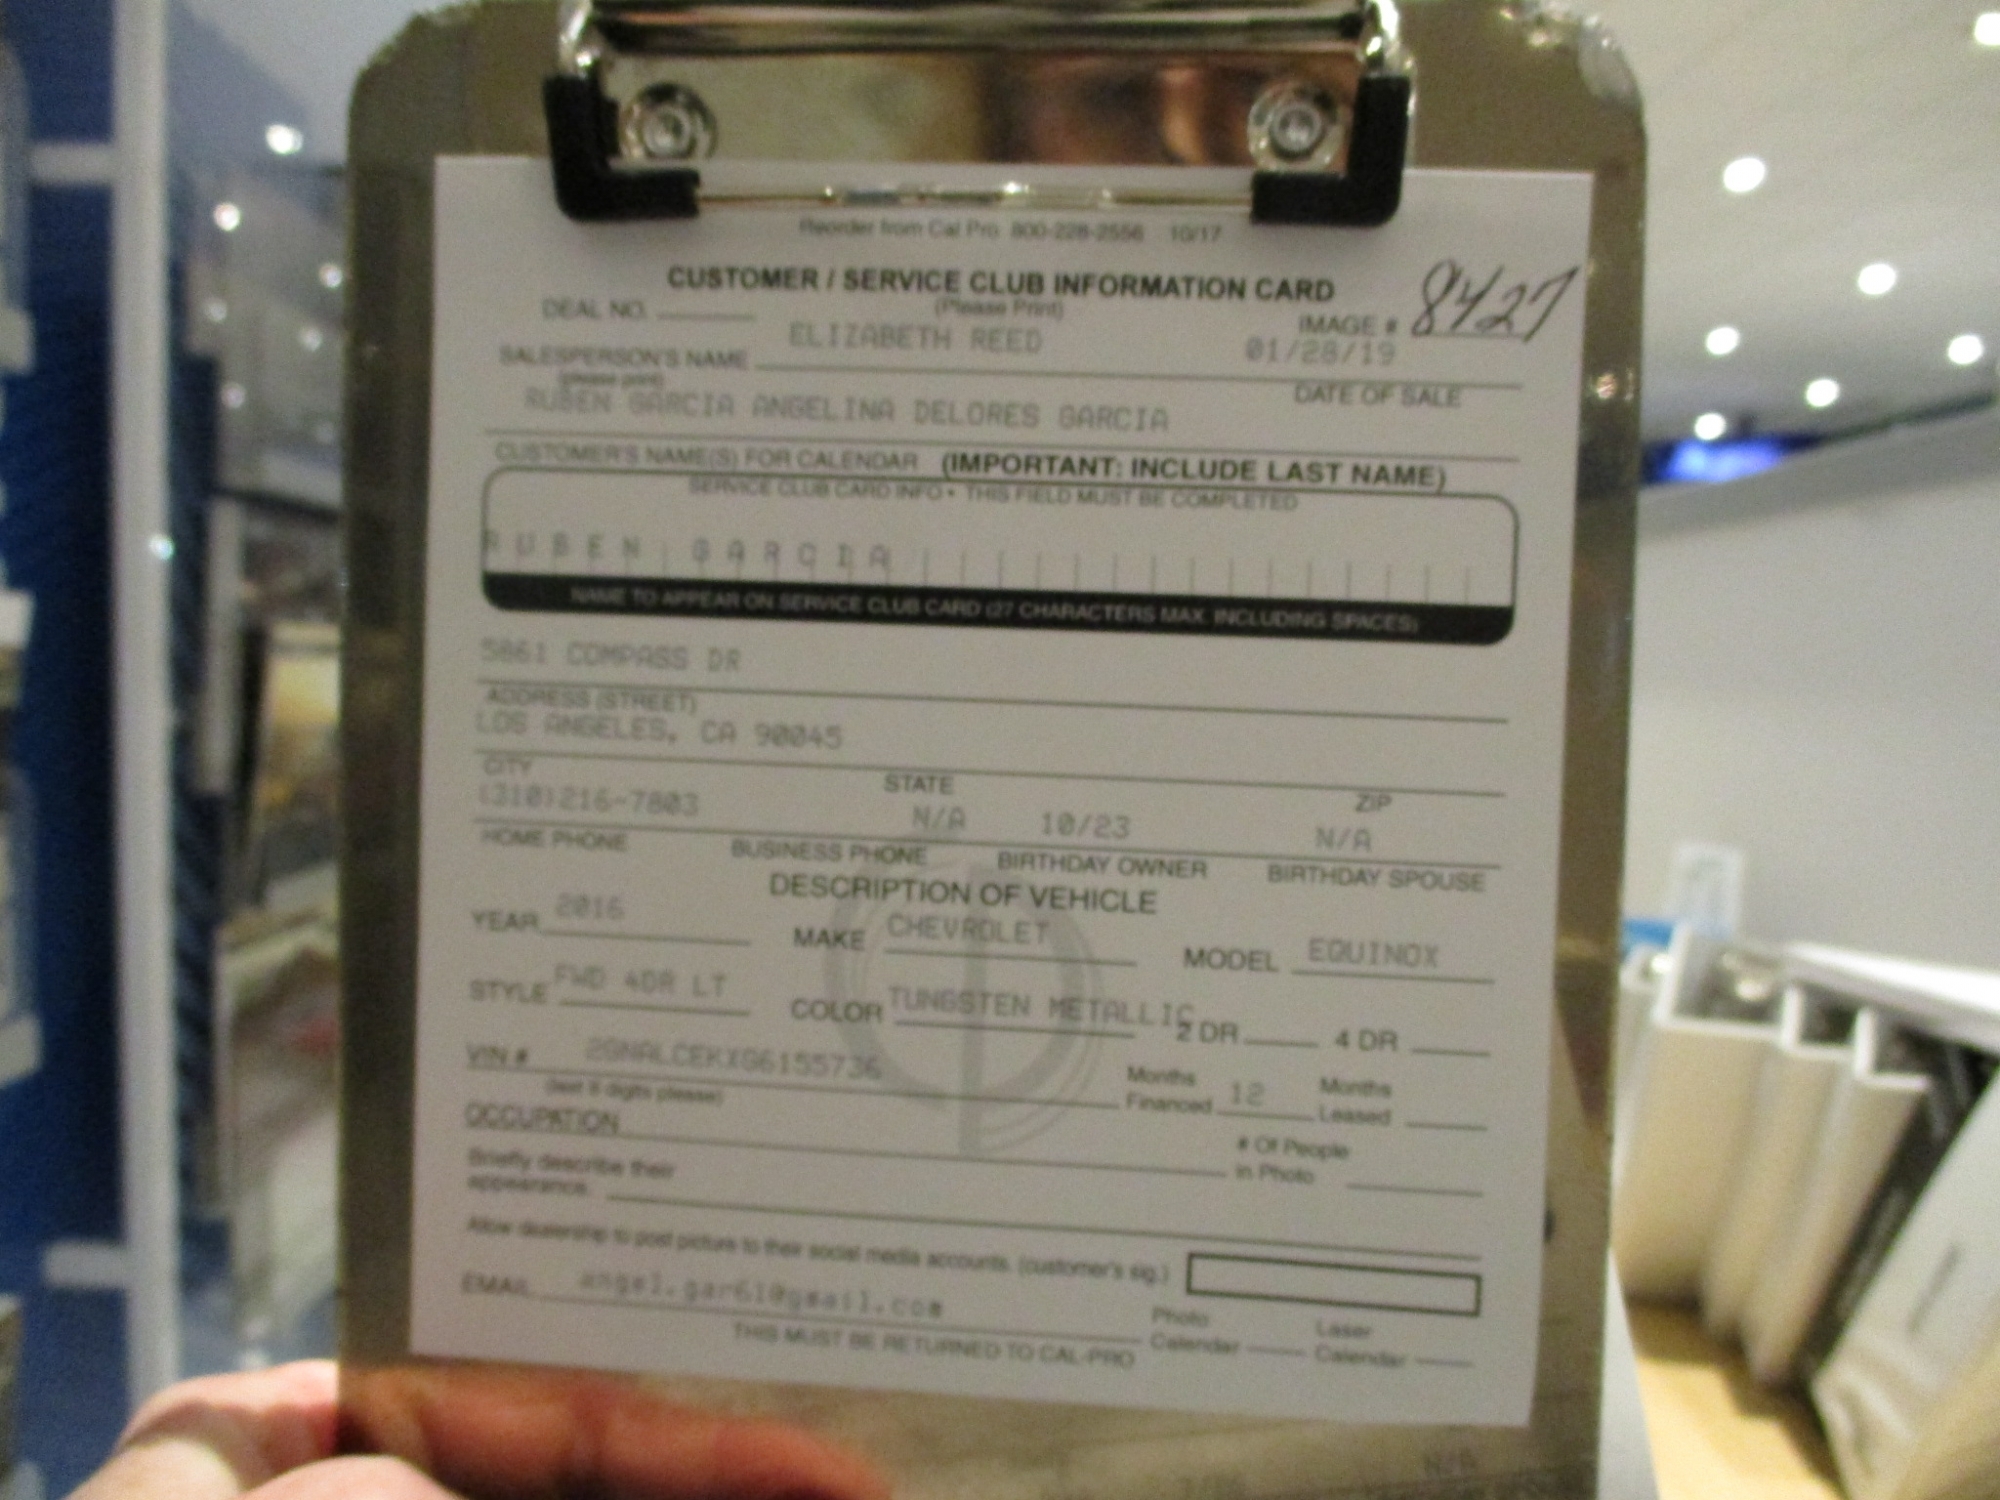 Reorder from Cal Pro 800-228-2556 10/17
CUSTOMER / SERVICE CLUB INFORMATION CARD
(Please Print)
8427
DEAL NO.
IMAGE #
ELIZABETH REED
01/28/19
SALESPERSON'S NAME
(please print)
DATE OF SALE
RUBEN GARCIA ANGELINA DELORES GARCIA
CUSTOMER'S NAME(S) FOR CALENDAR (IMPORTANT: INCLUDE LAST NAME)
SERVICE CLUB CARD INFO • THIS FIELD MUST BE COMPLETED
RUBEN GARCIA
NAME TO APPEAR ON SERVICE CLUB CARD (27 CHARACTERS MAX. INCLUDING SPACES)
5861 COMPASS DR
ADDRESS (STREET)
LOS ANGELES, CA 90045
CITY STATE ZIP
(310)216-7803 N/A 10/23 N/A
HOME PHONE BUSINESS PHONE BIRTHDAY OWNER BIRTHDAY SPOUSE
DESCRIPTION OF VEHICLE
YEAR 2016 MAKE CHEVROLET MODEL EQUINOX
STYLE FWD 4DR LT COLOR TUNGSTEN METALLIC 2 DR 4 DR
VIN # 2GNALCEKXG6155736
(last 8 digits please)
Months Financed 12 Months Leased
OCCUPATION
# Of People in Photo
Briefly describe their
appearance.
Allow dealership to post picture to their social media accounts. (customer's sig.)
EMAIL angel.gar61@gmail.com
Photo Calendar Laser Calendar
THIS MUST BE RETURNED TO CAL-PRO